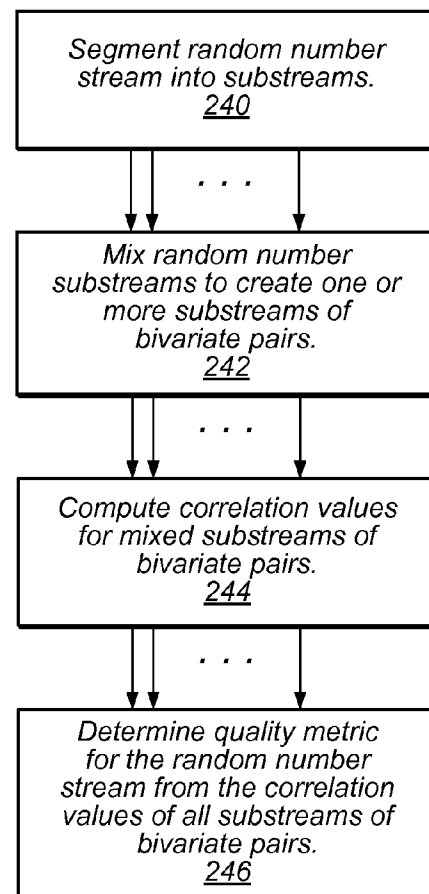 Segment random number
stream into substreams.
240
. . .
Mix random number
substreams to create one or
more substreams of
bivariate pairs.
242
. . .
Compute correlation values
for mixed substreams of
bivariate pairs.
244
. . .
Determine quality metric
for the random number
stream from the correlation
values of all substreams of
bivariate pairs.
246